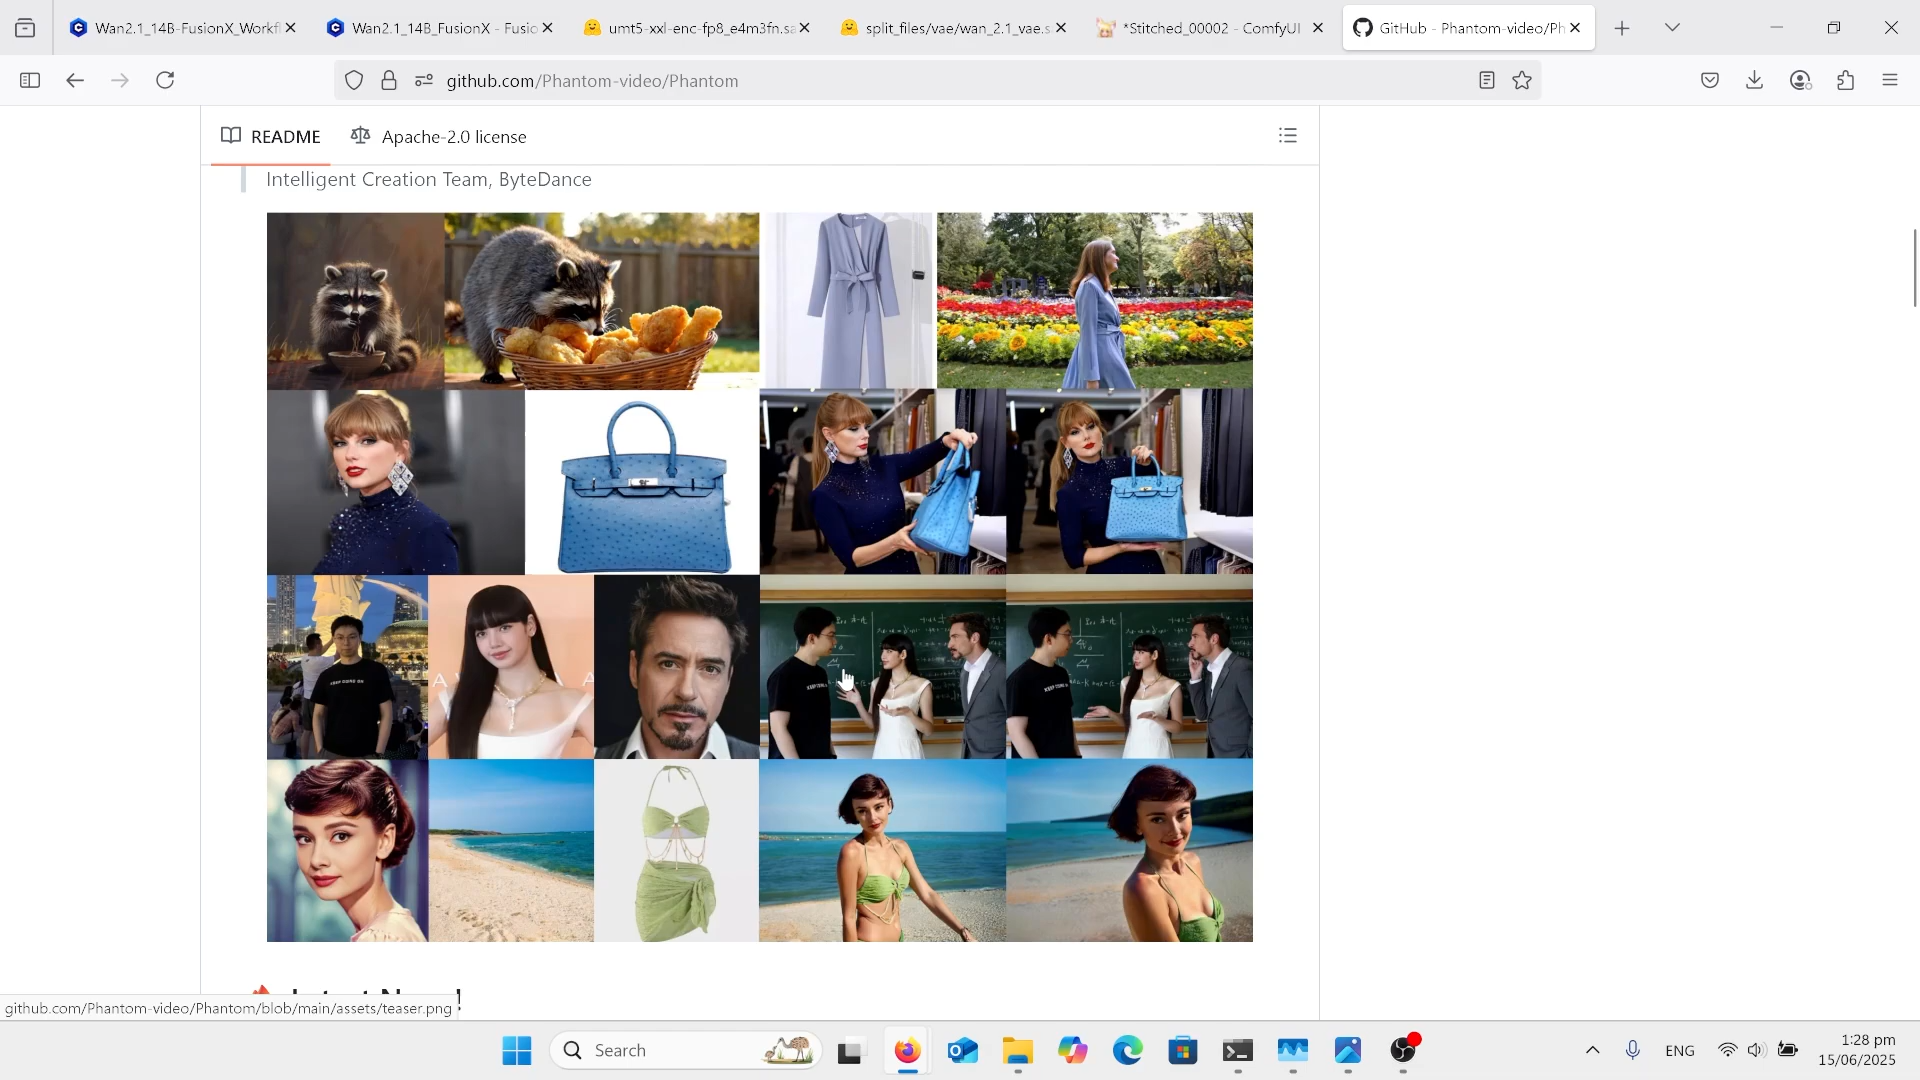 Wan2.1_14B-FusionX_Workfl
Wan2.1_14B_FusionX - Fusio
umt5-xxl-enc-fp8_e4m3fn.sa
split_files/vae/wan_2.1_vae.s
*Stitched_00002 - ComfyUI
GitHub - Phantom-video/Ph
github.com/Phantom-video/Phantom
README
Apache-2.0 license
Intelligent Creation Team, ByteDance
github.com/Phantom-video/Phantom/blob/main/assets/teaser.png
Search
ENG
1:28 pm
15/06/2025